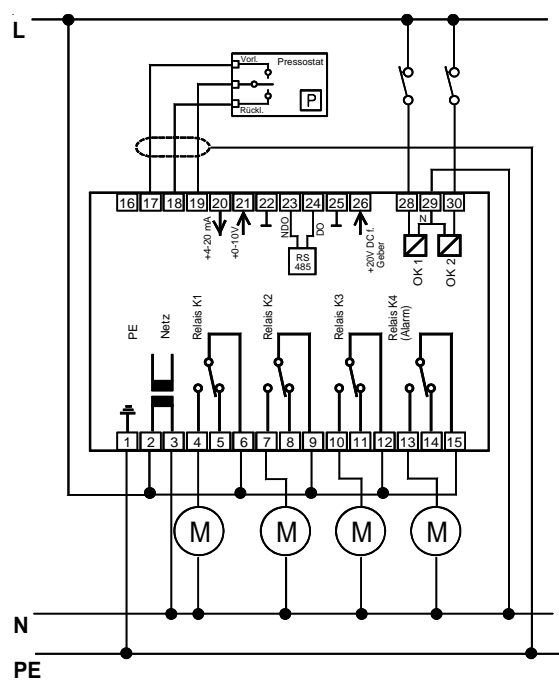 L
Vorl.
Pressostat
P
Rückl.
16 17 18 19 20 21 22 23 24 25 26 28 29 30
+4-20 mA
+0-10V
NDO
DO
RS
485
+20V DC f.
Geber
N
OK 1
OK 2
PE
Netz
Relais K1
Relais K2
Relais K3
Relais K4
(Alarm)
1 2 3 4 5 6 7 8 9 10 11 12 13 14 15
M M M M
N
PE